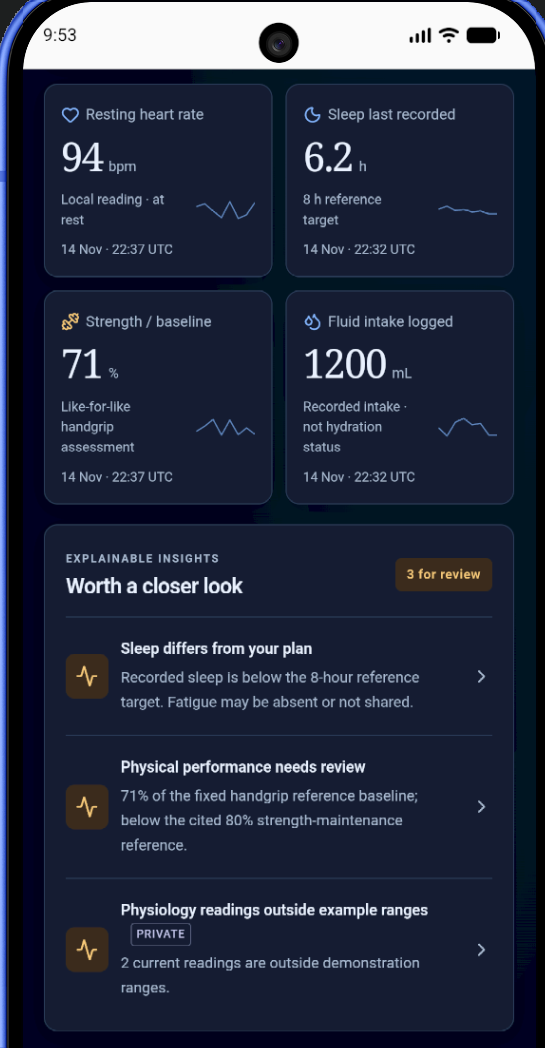 9:53
Resting heart rate
94 bpm
Local reading · at
rest
14 Nov · 22:37 UTC
Sleep last recorded
6.2 h
8 h reference
target
14 Nov · 22:32 UTC
Strength / baseline
71 %
Like-for-like
handgrip
assessment
14 Nov · 22:37 UTC
Fluid intake logged
1200 mL
Recorded intake ·
not hydration
status
14 Nov · 22:32 UTC
EXPLAINABLE INSIGHTS
Worth a closer look
3 for review
Sleep differs from your plan
Recorded sleep is below the 8-hour reference
target. Fatigue may be absent or not shared.
Physical performance needs review
71% of the fixed handgrip reference baseline;
below the cited 80% strength-maintenance
reference.
Physiology readings outside example ranges
PRIVATE
2 current readings are outside demonstration
ranges.